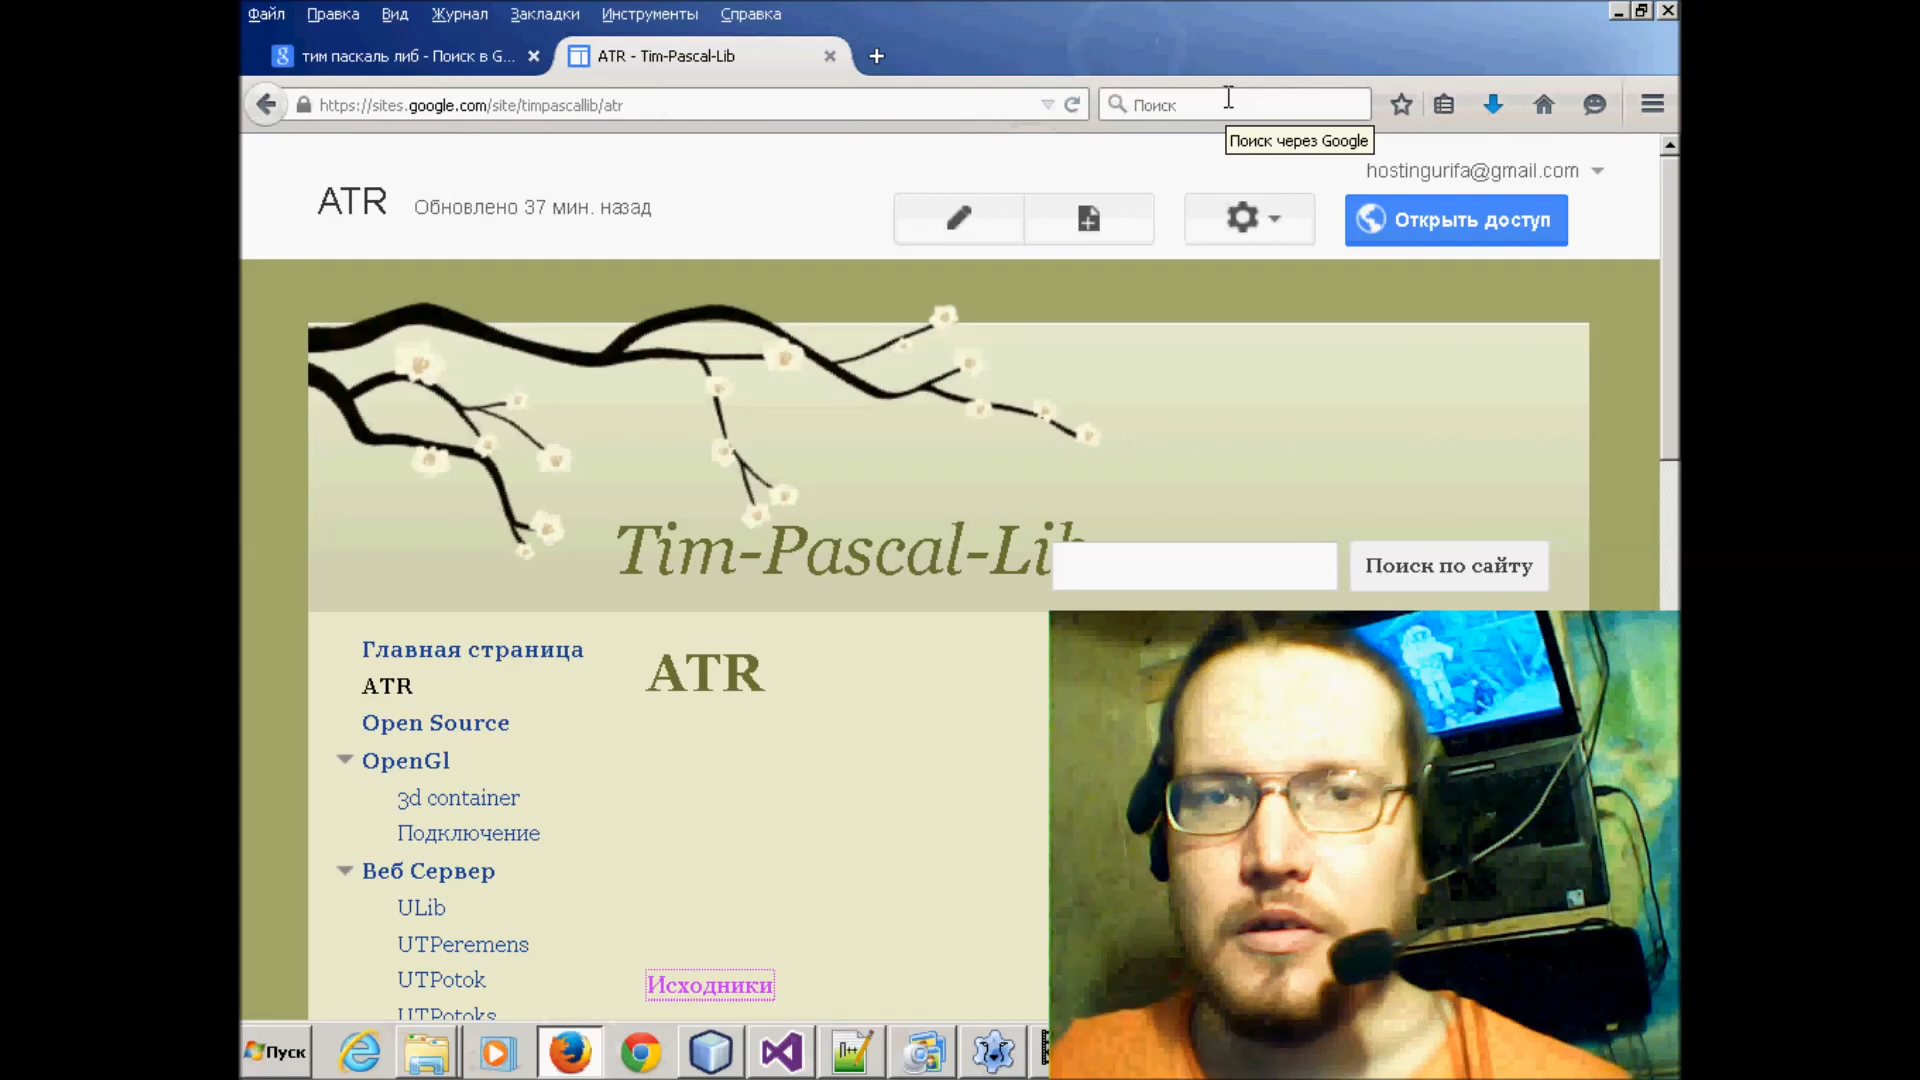 Файл Правка Вид Журнал Закладки Инструменты Справка
тим паскаль либ - Поиск в G...
ATR - Tim-Pascal-Lib
https://sites.google.com/site/timpascallib/atr
Поиск
Поиск через Google
hostingurifa@gmail.com
ATR
Обновлено 37 мин. назад
Открыть доступ
Tim-Pascal-Lib
Поиск по сайту
Главная страница
ATR
ATR
Open Source
OpenGl
3d container
Подключение
Веб Сервер
ULib
UTPeremens
UTPotok
Исходники
UTPotoks
Пуск